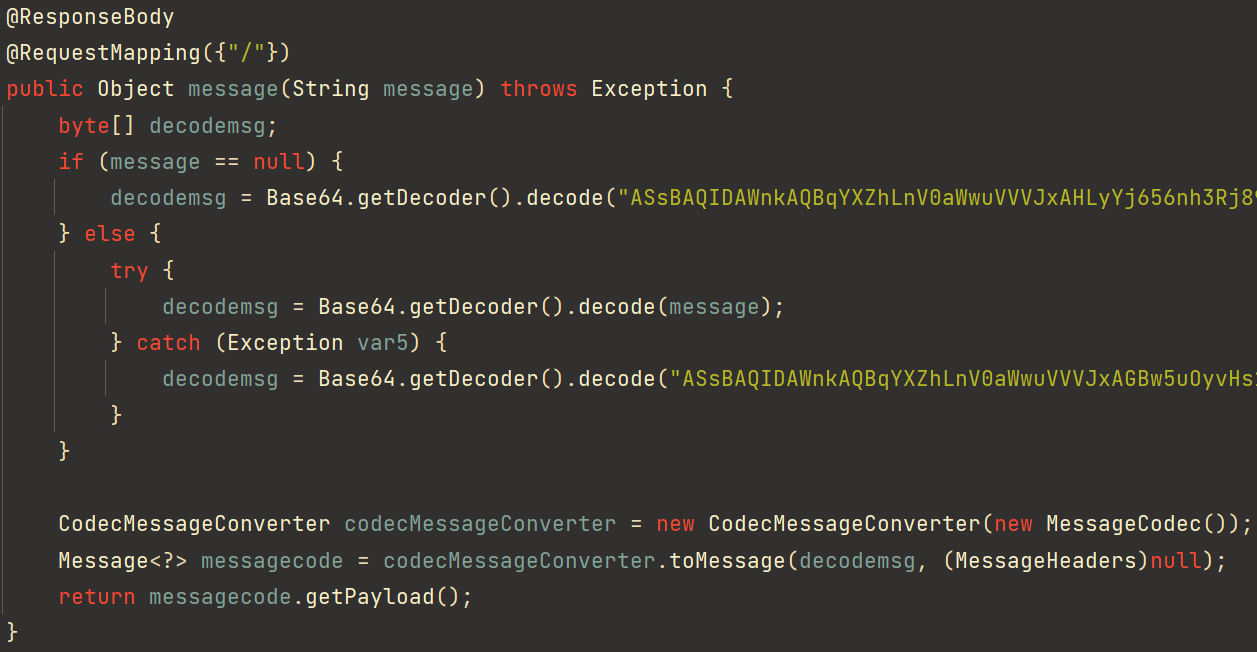 @ResponseBody
@RequestMapping({"/"})
public Object message(String message) throws Exception {
    byte[] decodemsg;
    if (message == null) {
        decodemsg = Base64.getDecoder().decode("ASsBAQIDAWnkAQBqYXZhLnV0aWwuVVVJxAHLyYj656nh3Rj89
    } else {
        try {
            decodemsg = Base64.getDecoder().decode(message);
        } catch (Exception var5) {
            decodemsg = Base64.getDecoder().decode("ASsBAQIDAWnkAQBqYXZhLnV0aWwuVVVJxAGBw5uOyvHs
        }
    }
    CodecMessageConverter codecMessageConverter = new CodecMessageConverter(new MessageCodec());
    Message<?> messagecode = codecMessageConverter.toMessage(decodemsg, (MessageHeaders)null);
    return messagecode.getPayload();
}